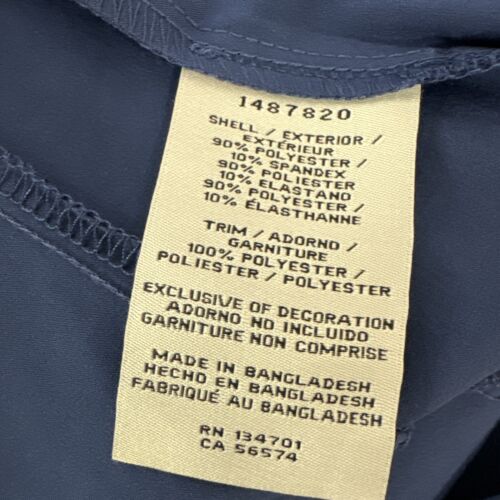 1487820
SHELL / EXTERIOR /
EXTÉRIEUR
90% POLYESTER /
10% SPANDEX
90% POLIESTER /
10% ELASTANO
90% POLYESTER /
10% ÉLASTHANNE
TRIM / ADORNO /
GARNITURE
100% POLYESTER /
POLIESTER / POLYESTER
EXCLUSIVE OF DECORATION
ADORNO NO INCLUIDO
GARNITURE NON COMPRISE
MADE IN BANGLADESH
HECHO EN BANGLADESH
FABRIQUÉ AU BANGLADESH
RN 134701
CA 56574